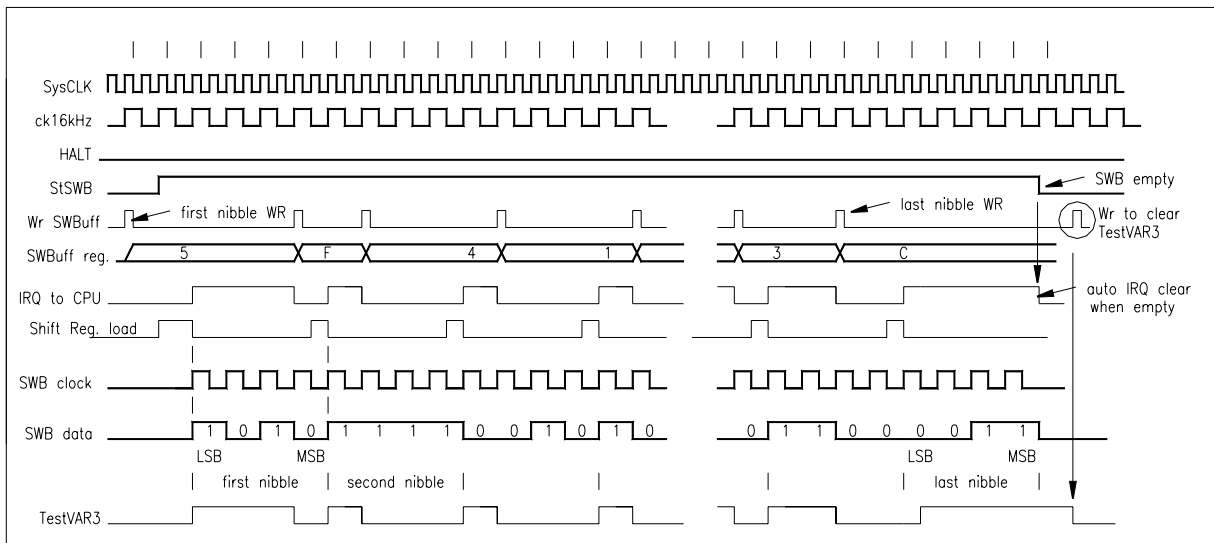 SysCLK
ck16kHz
HALT
StSWB
SWB empty
Wr SWBuff
first nibble WR
last nibble WR
Wr to clear
TestVAR3
SWBuff reg.
5 F 4 1 3 C
IRQ to CPU
auto IRQ clear
when empty
Shift Reg. load
SWB clock
SWB data
1 0 1 0 1 1 1 1 0 0 1 0 1 0 0 1 1 0 0 0 0 1 1
LSB MSB LSB MSB
first nibble second nibble last nibble
TestVAR3